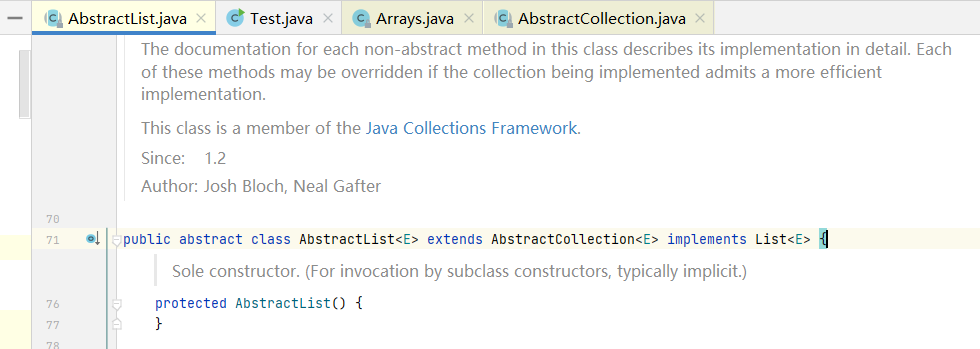 AbstractList.java
Test.java
Arrays.java
AbstractCollection.java
The documentation for each non-abstract method in this class describes its implementation in detail. Each
of these methods may be overridden if the collection being implemented admits a more efficient
implementation.
This class is a member of the Java Collections Framework.
Since: 1.2
Author: Josh Bloch, Neal Gafter
70
71 public abstract class AbstractList<E> extends AbstractCollection<E> implements List<E> {
Sole constructor. (For invocation by subclass constructors, typically implicit.)
76 protected AbstractList() {
77 }
78